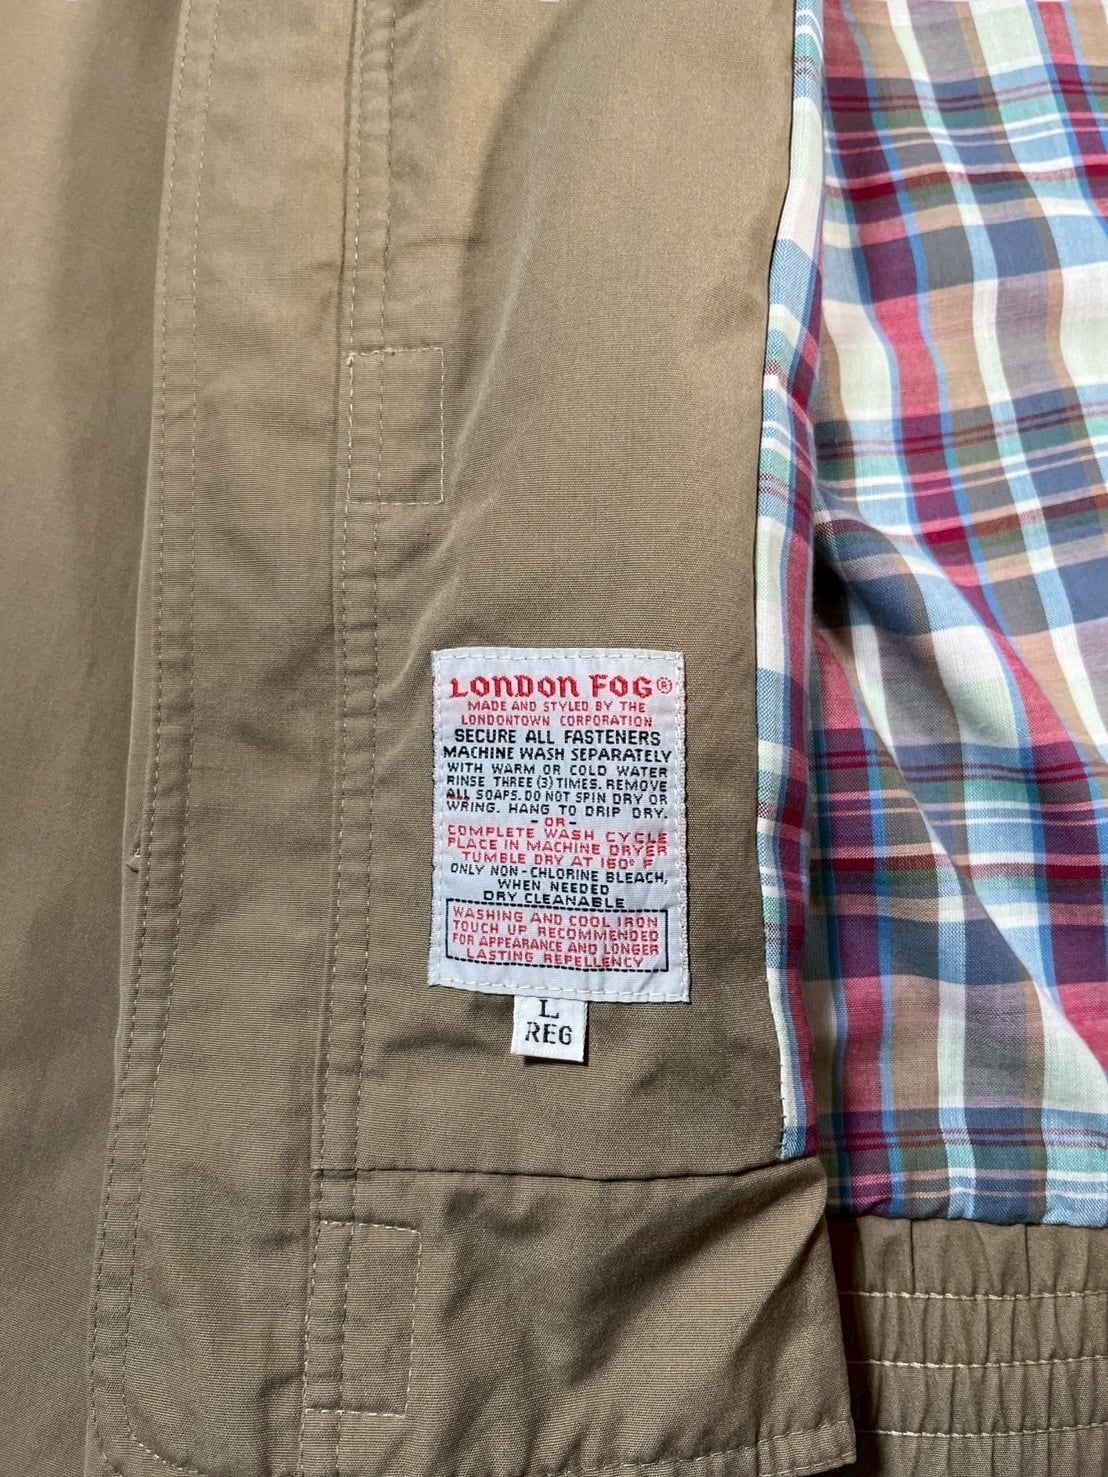 LONDON FOG®
MADE AND STYLED BY THE
LONDONTOWN CORPORATION
SECURE ALL FASTENERS
MACHINE WASH SEPARATELY
WITH WARM OR COLD WATER
RINSE THREE (3) TIMES. REMOVE
ALL SOAPS. DO NOT SPIN DRY OR
WRING. HANG TO DRIP DRY.
- OR -
COMPLETE WASH CYCLE
PLACE IN MACHINE DRYER
TUMBLE DRY AT 160° F
ONLY NON-CHLORINE BLEACH,
WHEN NEEDED
DRY CLEANABLE
WASHING AND COOL IRON
TOUCH UP RECOMMENDED
FOR APPEARANCE AND LONGER
LASTING REPELLENCY
L
REG